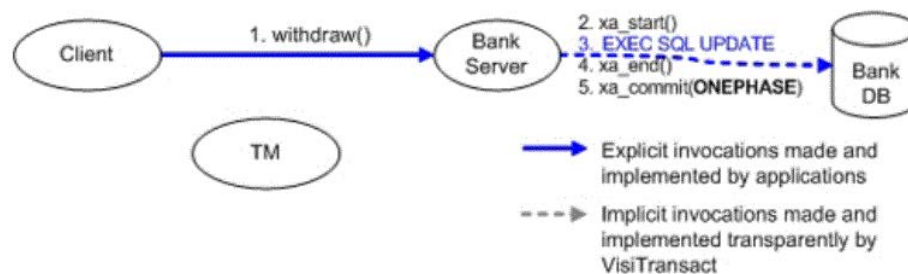 Client
1. withdraw()
Bank
Server
2. xa_start()
3. EXEC SQL UPDATE
4. xa_end()
5. xa_commit(ONEPHASE)
Bank
DB
TM
Explicit invocations made and
implemented by applications
Implicit invocations made and
implemented transparently by
VisiTransact